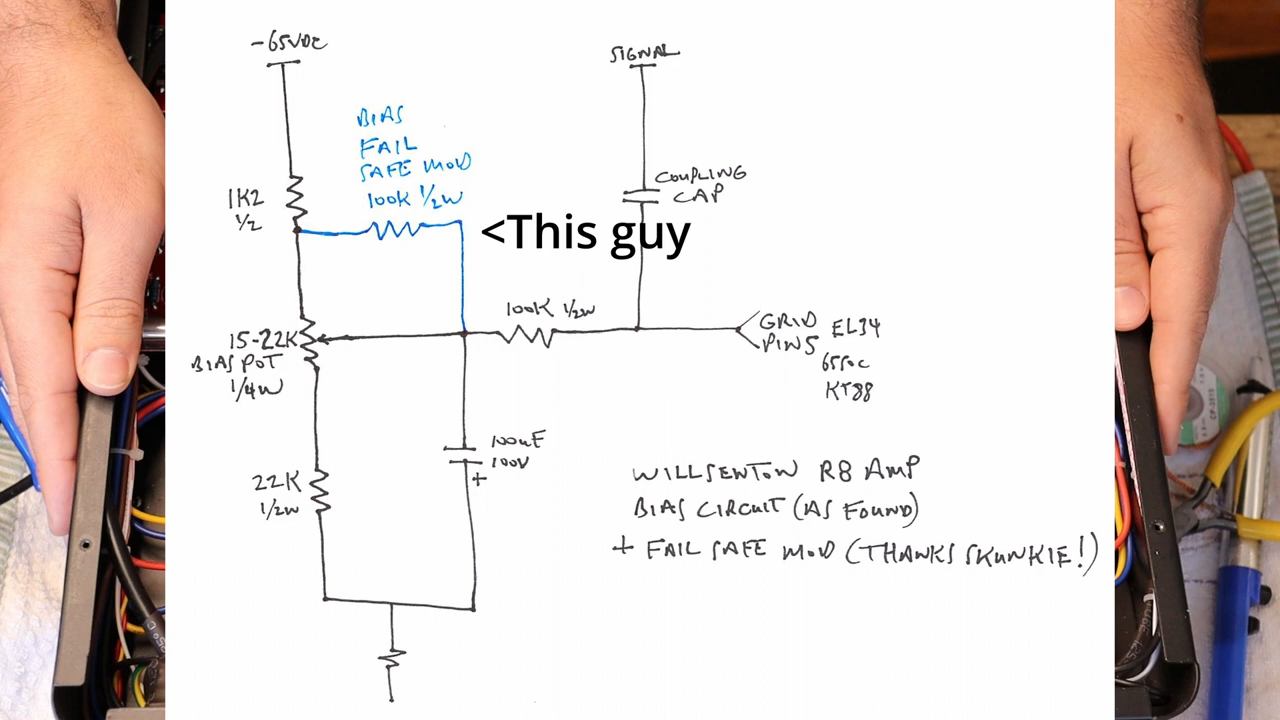 -65VDC
SIGNAL
BIAS
FAIL
SAFE MOD
100K 1/2W
1K2
1/2
COUPLING
CAP
<This guy
100K 1/2W
15-22K
BIAS POT
1/4W
GRID
PINS
EL34
6550C
KT88
100uF
100V
+
22K
1/2W
WILLSENTON R8 AMP
BIAS CIRCUIT (AS FOUND)
+ FAIL SAFE MOD (THANKS SKUNKIE!)